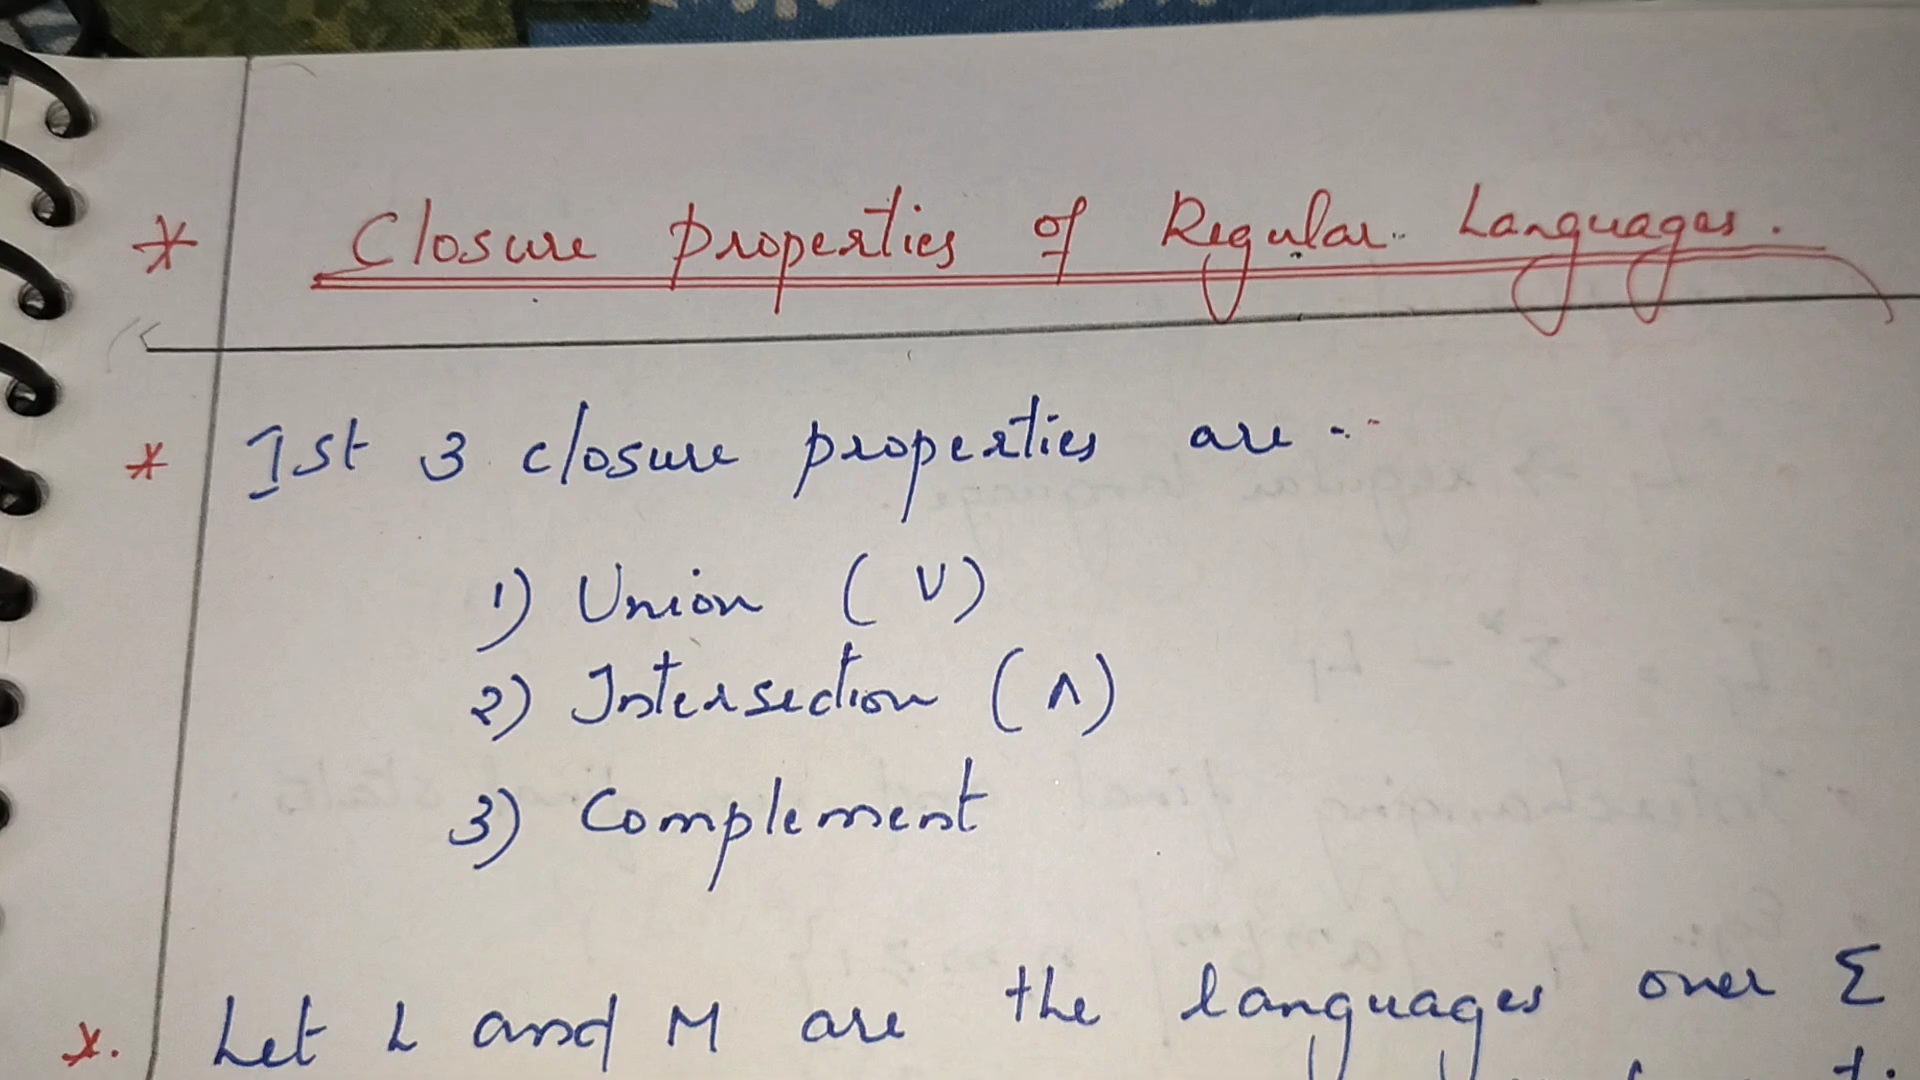 * Closure properties of Regular Languages.
* Ist 3 closure properties are ...
1) Union (∪)
2) Intersection (∩)
3) Complement
*. Let L and M are the languages over Σ